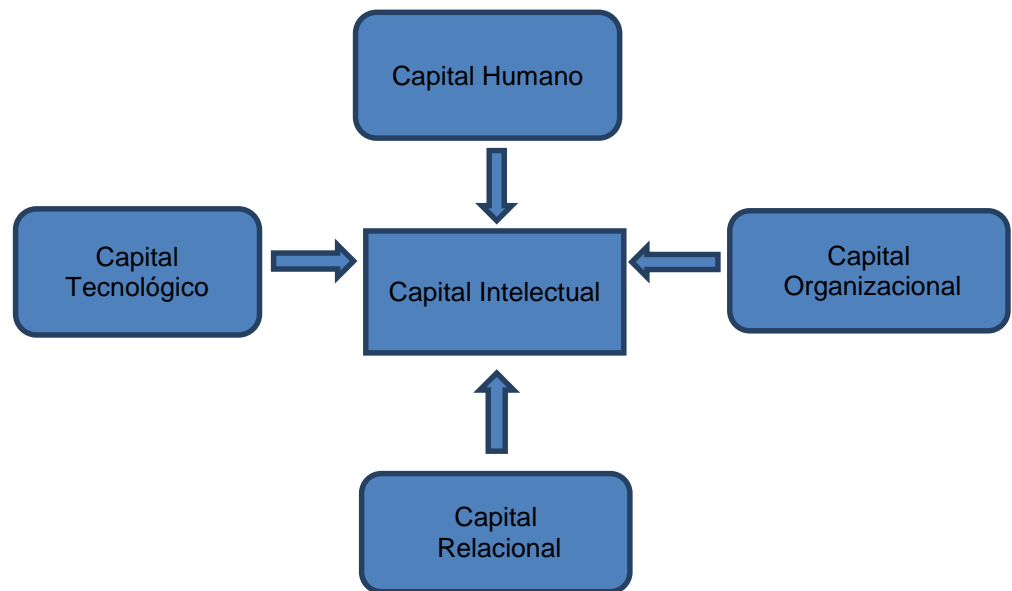 Capital Humano
Capital
Tecnológico
Capital Intelectual
Capital
Organizacional
Capital
Relacional